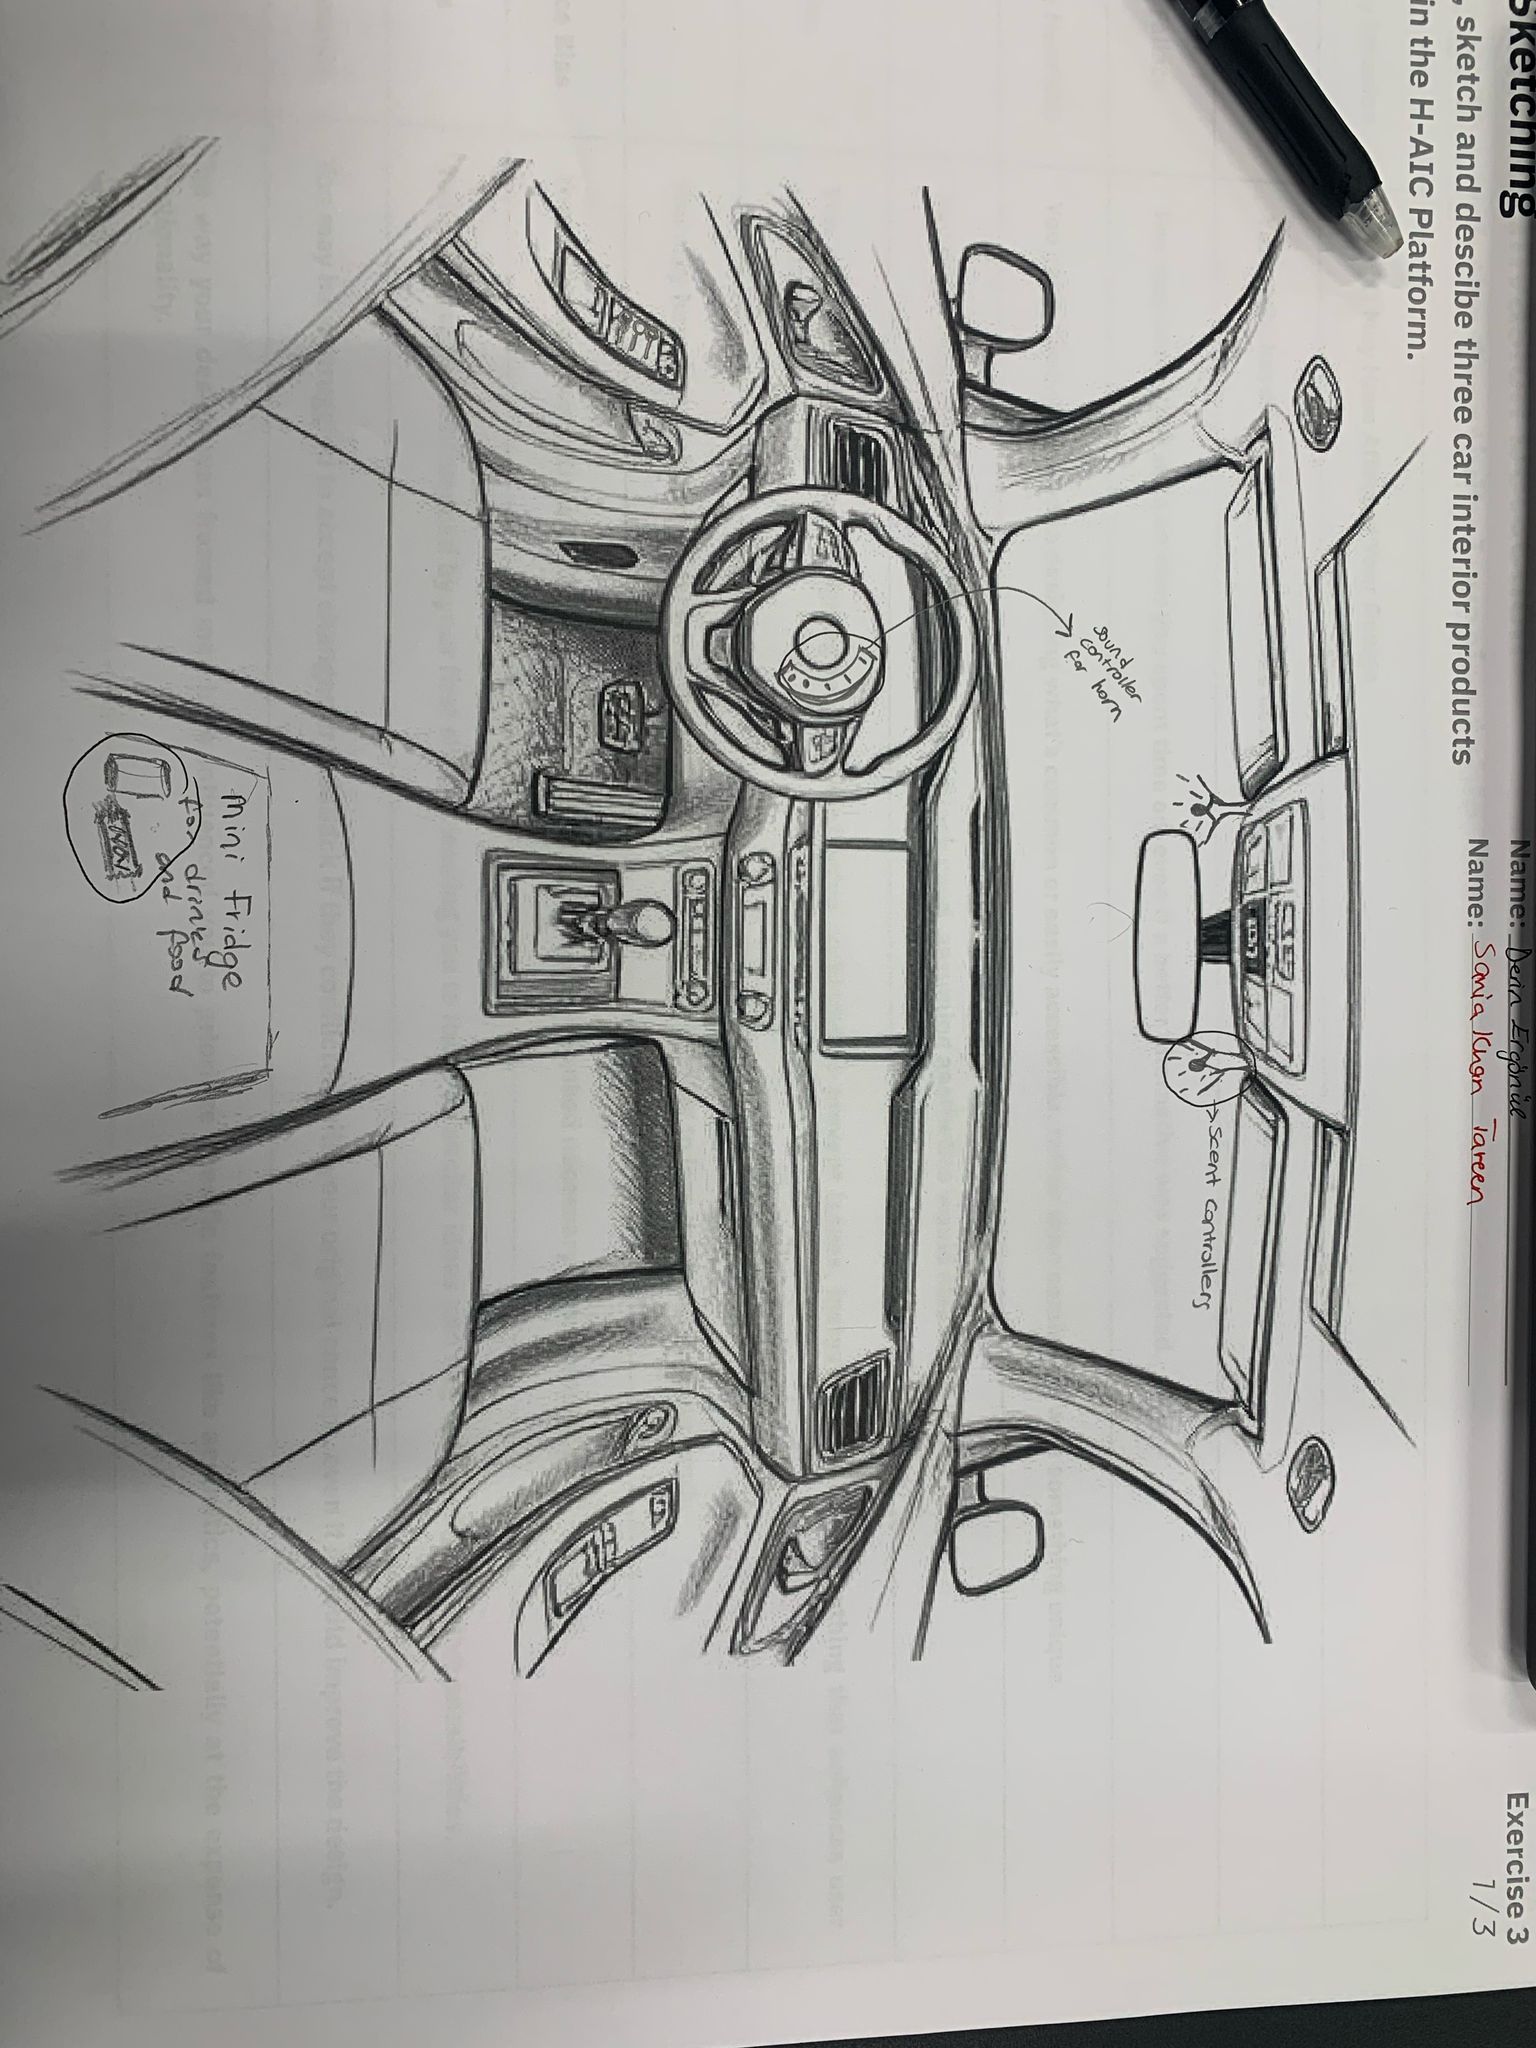 Sketching
, sketch and descibe three car interior products
in the H-AIC Platform.
Name: Derin Ergönül
Name: Sania Khan Tareen
Exercise 3
1/3
→ scent controllers
sound
controller
for horn
mini fridge
for drinks
and food